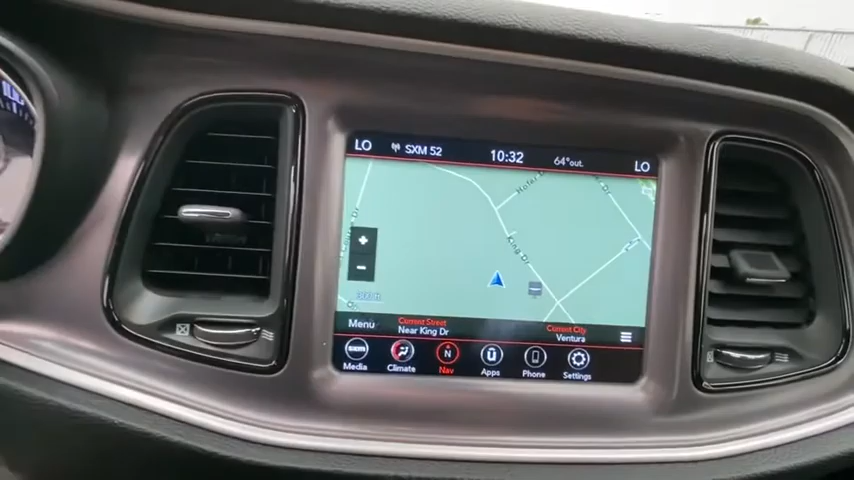 LO
SXM 52
10:32
64° out.
LO
King Dr
Menu
Current Street
Near King Dr
Current City
Ventura
Media
Climate
N
Nav
Apps
Phone
Settings